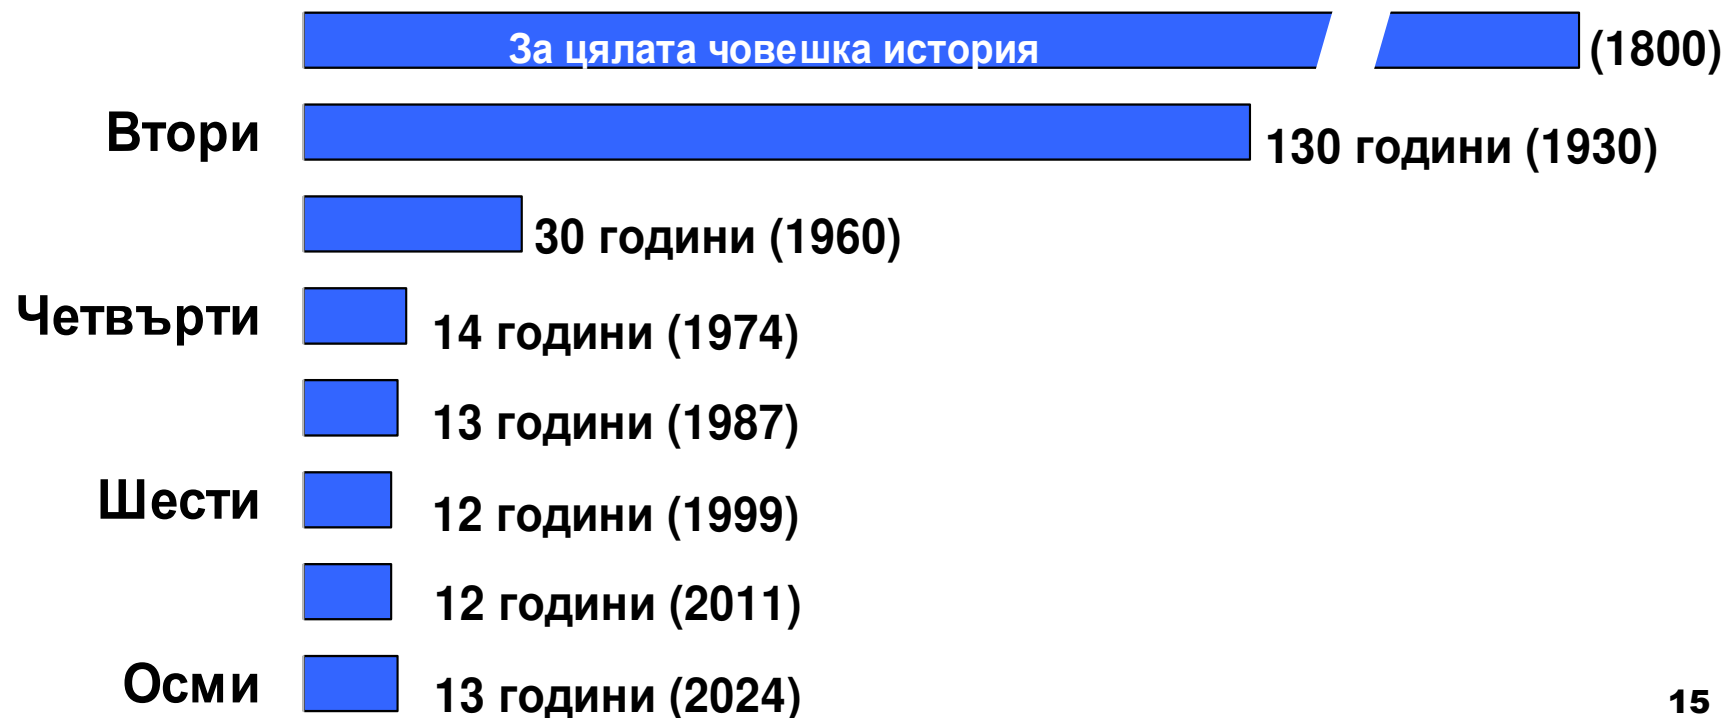 За цялата човешка история (1800)
Втори 130 години (1930)
30 години (1960)
Четвърти 14 години (1974)
13 години (1987)
Шести 12 години (1999)
12 години (2011)
Осми 13 години (2024)
15